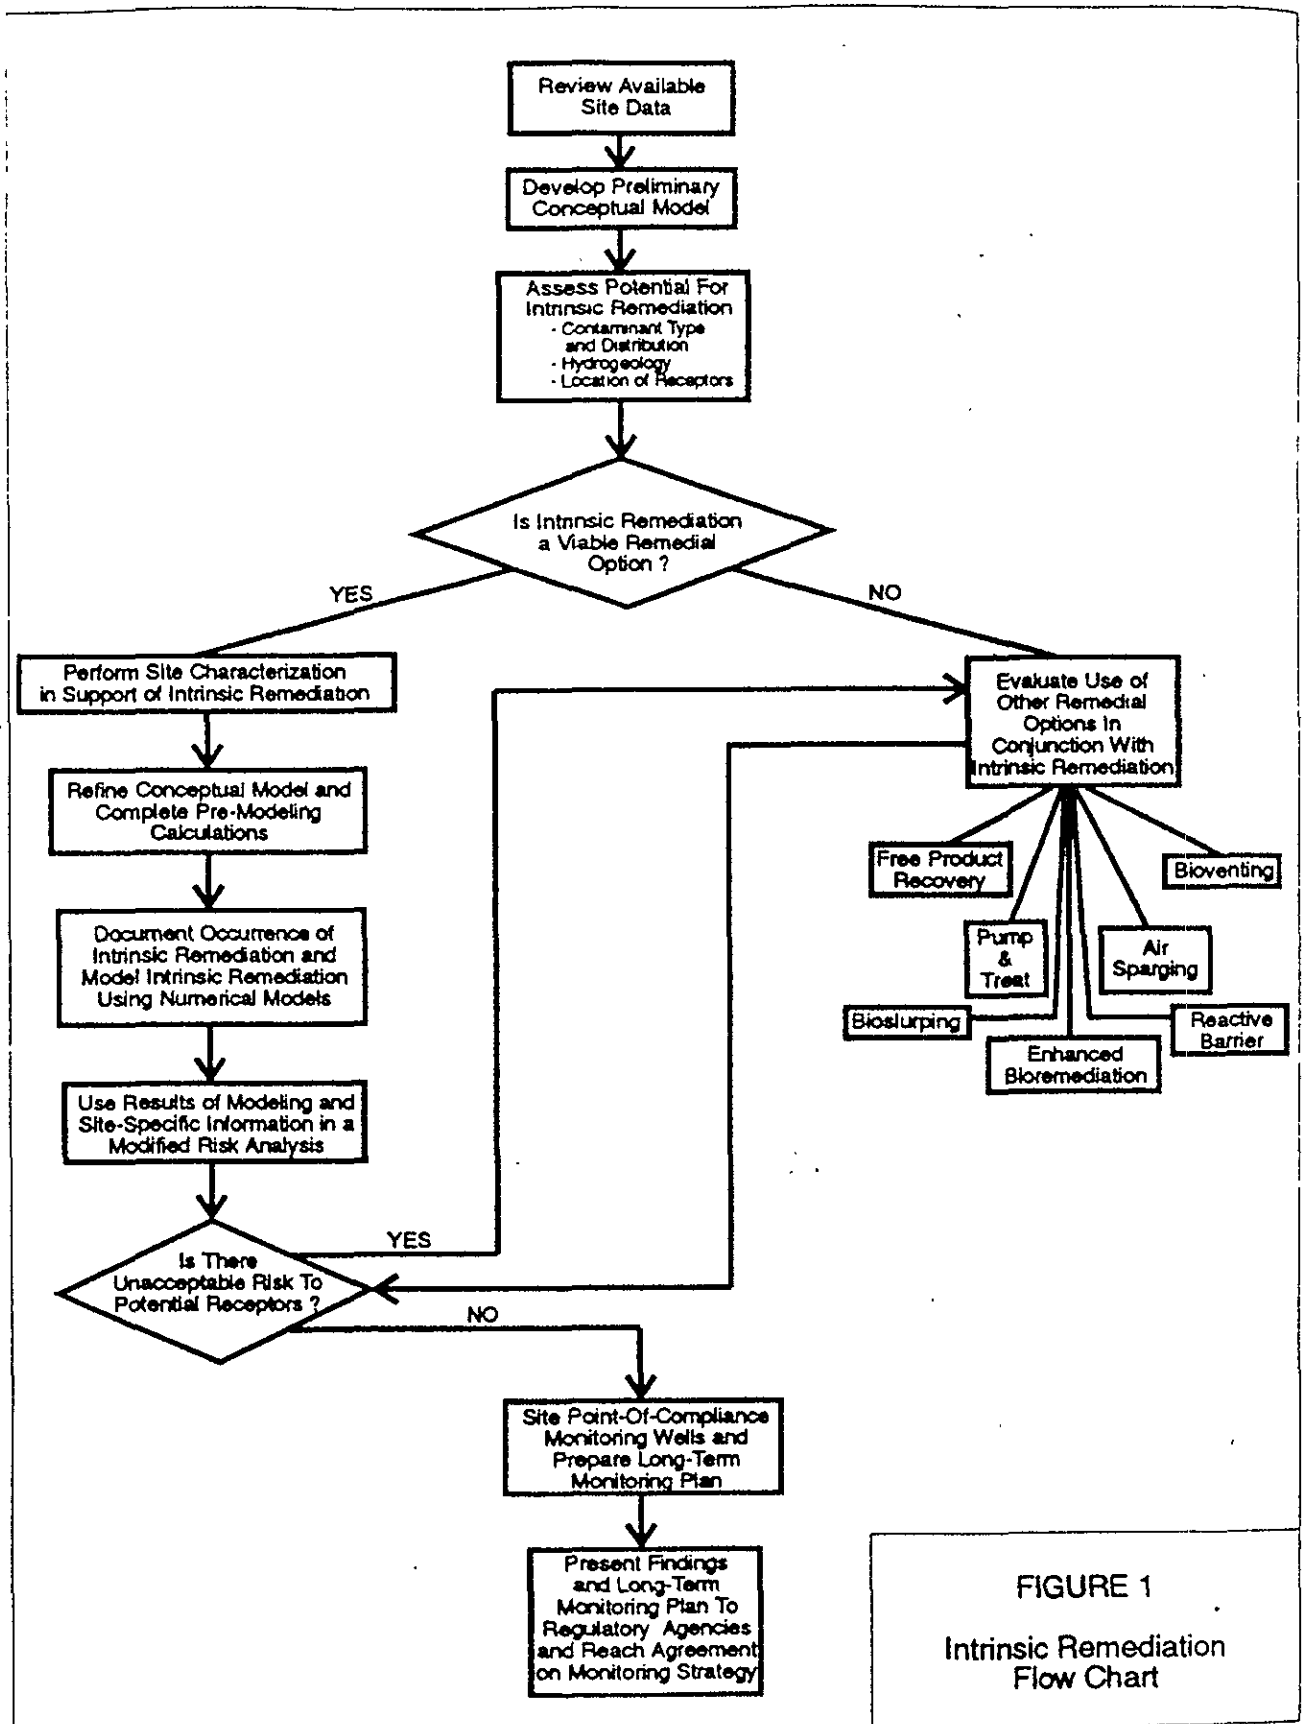 Review Available
Site Data
Develop Preliminary
Conceptual Model
Assess Potential For
Intrinsic Remediation
- Contaminant Type
and Distribution
- Hydrogeology
- Location of Receptors
Is Intrinsic Remediation
a Viable Remedial
Option ?
YES
NO
Perform Site Characterization
in Support of Intrinsic Remediation
Refine Conceptual Model and
Complete Pre-Modeling
Calculations
Document Occurrence of
Intrinsic Remediation and
Model Intrinsic Remediation
Using Numerical Models
Use Results of Modeling and
Site-Specific Information in a
Modified Risk Analysis
Is There
Unacceptable Risk To
Potential Receptors ?
YES
NO
Evaluate Use of
Other Remedial
Options In
Conjunction With
Intrinsic Remediation
Free Product
Recovery
Bioventing
Pump
&
Treat
Air
Sparging
Bioslurping
Reactive
Barrier
Enhanced
Bioremediation
Site Point-Of-Compliance
Monitoring Wells and
Prepare Long-Term
Monitoring Plan
Present Findings
and Long-Term
Monitoring Plan To
Regulatory Agencies
and Reach Agreement
on Monitoring Strategy
FIGURE 1
Intrinsic Remediation
Flow Chart